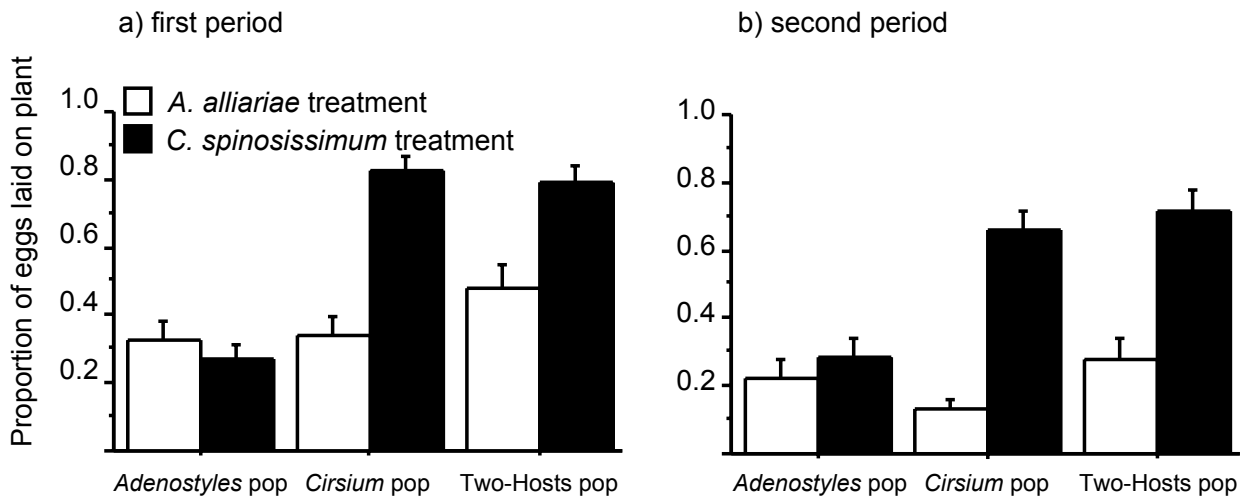 a) first period
b) second period
Proportion of eggs laid on plant
1.0
0.8
0.6
0.4
0.2
A. alliariae treatment
C. spinosissimum treatment
Adenostyles pop
Cirsium pop
Two-Hosts pop
1.0
0.8
0.6
0.4
0.2
Adenostyles pop
Cirsium pop
Two-Hosts pop